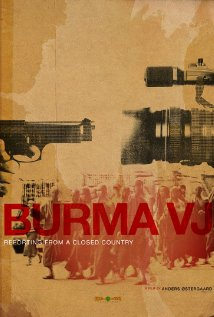 BURMA VJ
REPORTING FROM A CLOSED COUNTRY
A FILM BY ANDERS ØSTERGAARD